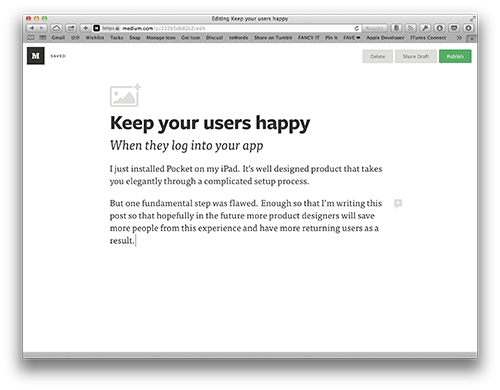 Editing Keep your users happy
https medium.com/p/222b5db82c2/edit Reader
Gmail till Wishlist Tasks Snap Manage Icon Get Icon Discuss! toWords Share on Tumblr FANCY IT Pin It FAVE ❤ Apple Developer iTunes Connect >>
M SAVED Delete Share Draft Publish
Keep your users happy
When they log into your app
I just installed Pocket on my iPad. It's well designed product that takes
you elegantly through a complicated setup process.
But one fundamental step was flawed. Enough so that I'm writing this
post so that hopefully in the future more product designers will save
more people from this experience and have more returning users as a
result.